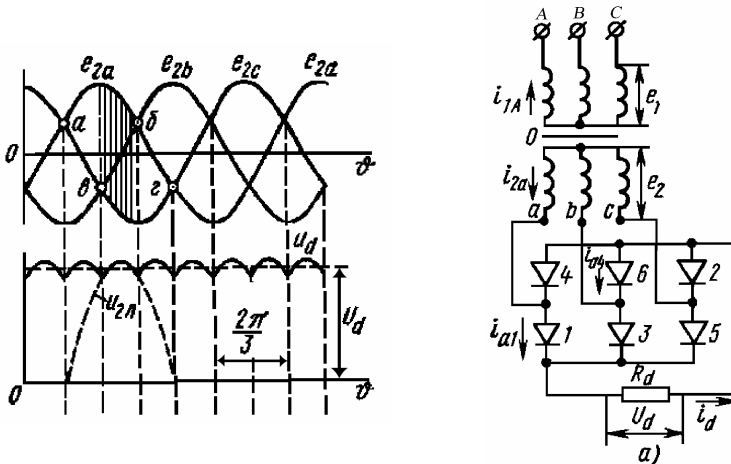 e2a
e2b
e2c
e2a
а
б
0
в
г
ϑ
ud
u2л
2π/3
Ud
0
ϑ
A B C
i1A
e1
0
i2a
e2
a b c
ia4
4 6 2
ia1
1 3 5
Rd
Ud
id
а)